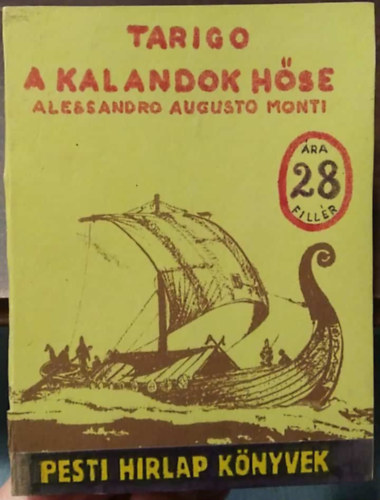 TARIGO
A KALANDOK HŐSE
ALESSANDRO AUGUSTO MONTI
ÁRA
28
FILLÉR
PESTI HIRLAP KÖNYVEK